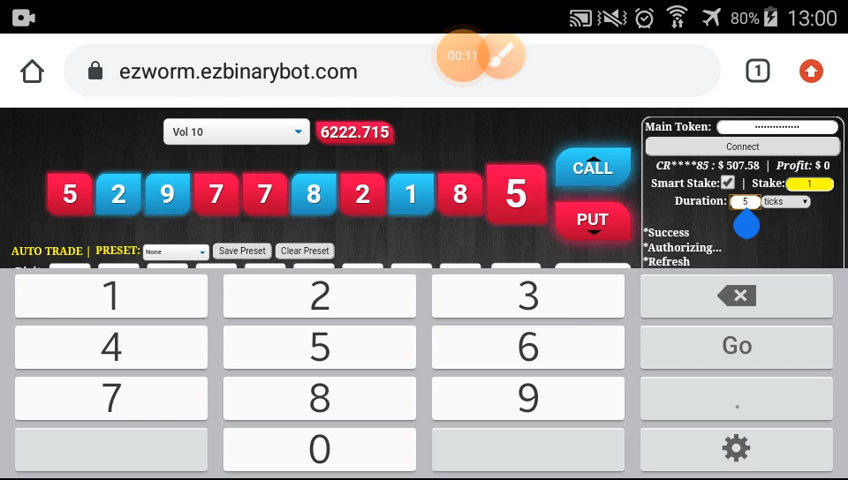 80% 13:00
ezworm.ezbinarybot.com
00:11
1
Vol 10
6222.715
5 2 9 7 7 8 2 1 8 5
CALL
PUT
AUTO TRADE | PRESET: None Save Preset Clear Preset
Main Token: •••••••••••••••
Connect
CR****85 : $ 507.58 | Profit: $ 0
Smart Stake: | Stake: 1
Duration: 5 ticks
*Success
*Authorizing...
*Refresh
1 2 3
4 5 6 Go
7 8 9 .
0